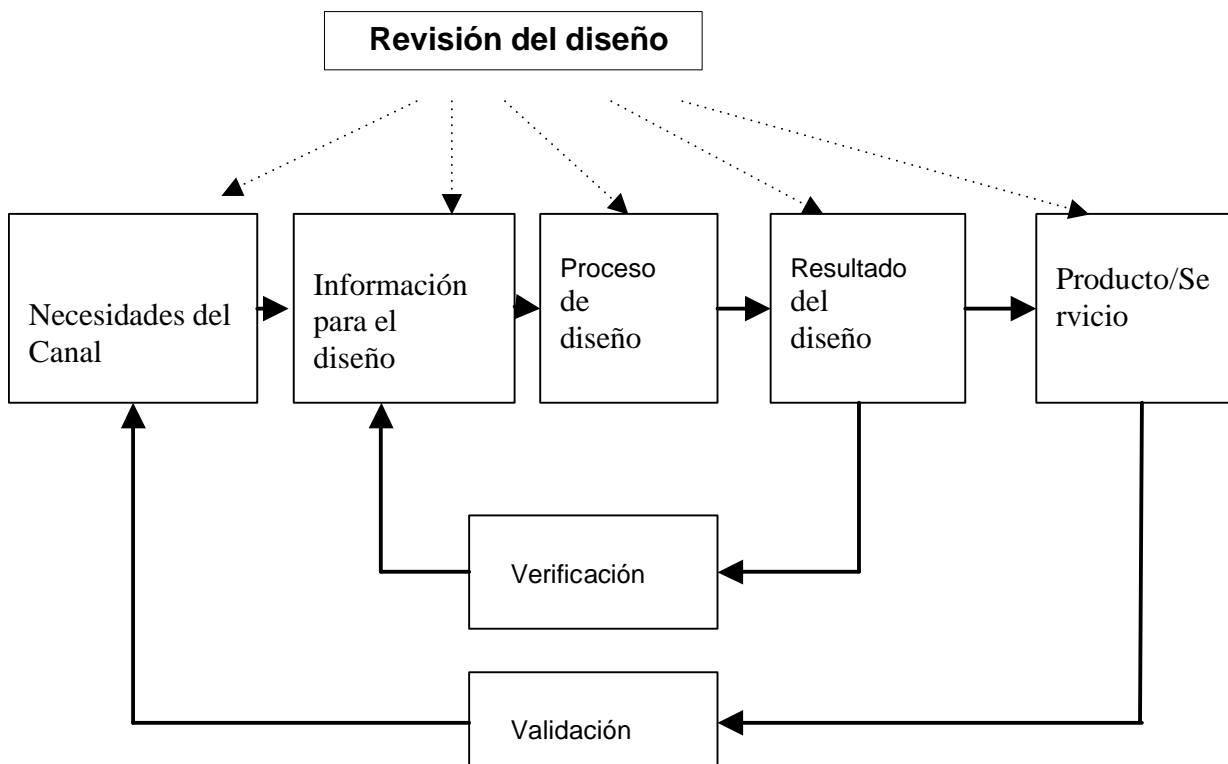 Revisión del diseño
Necesidades del
Canal
Información
para el
diseño
Proceso
de
diseño
Resultado
del
diseño
Producto/Se
rvicio
Verificación
Validación